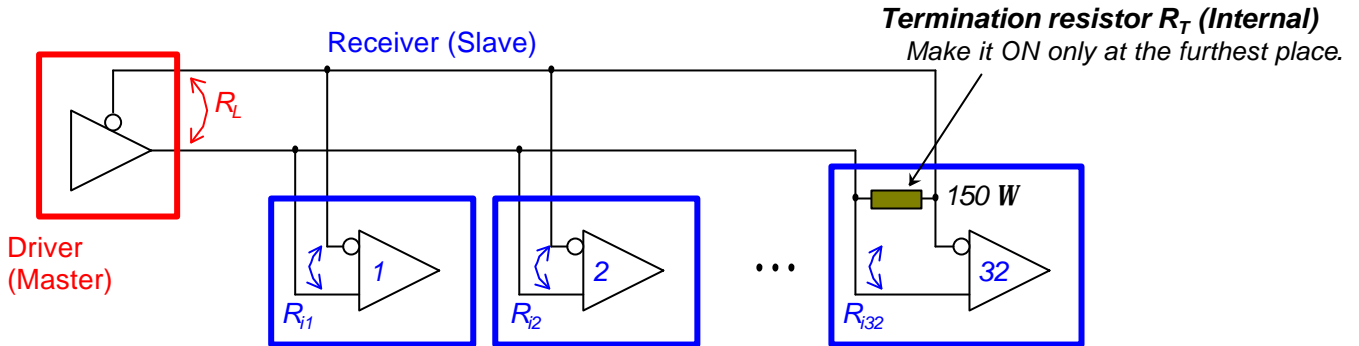 Termination resistor RT (Internal)
Make it ON only at the furthest place.
Receiver (Slave)
RL
150 W
Driver
(Master)
1
2
•••
32
Ri1
Ri2
Ri32